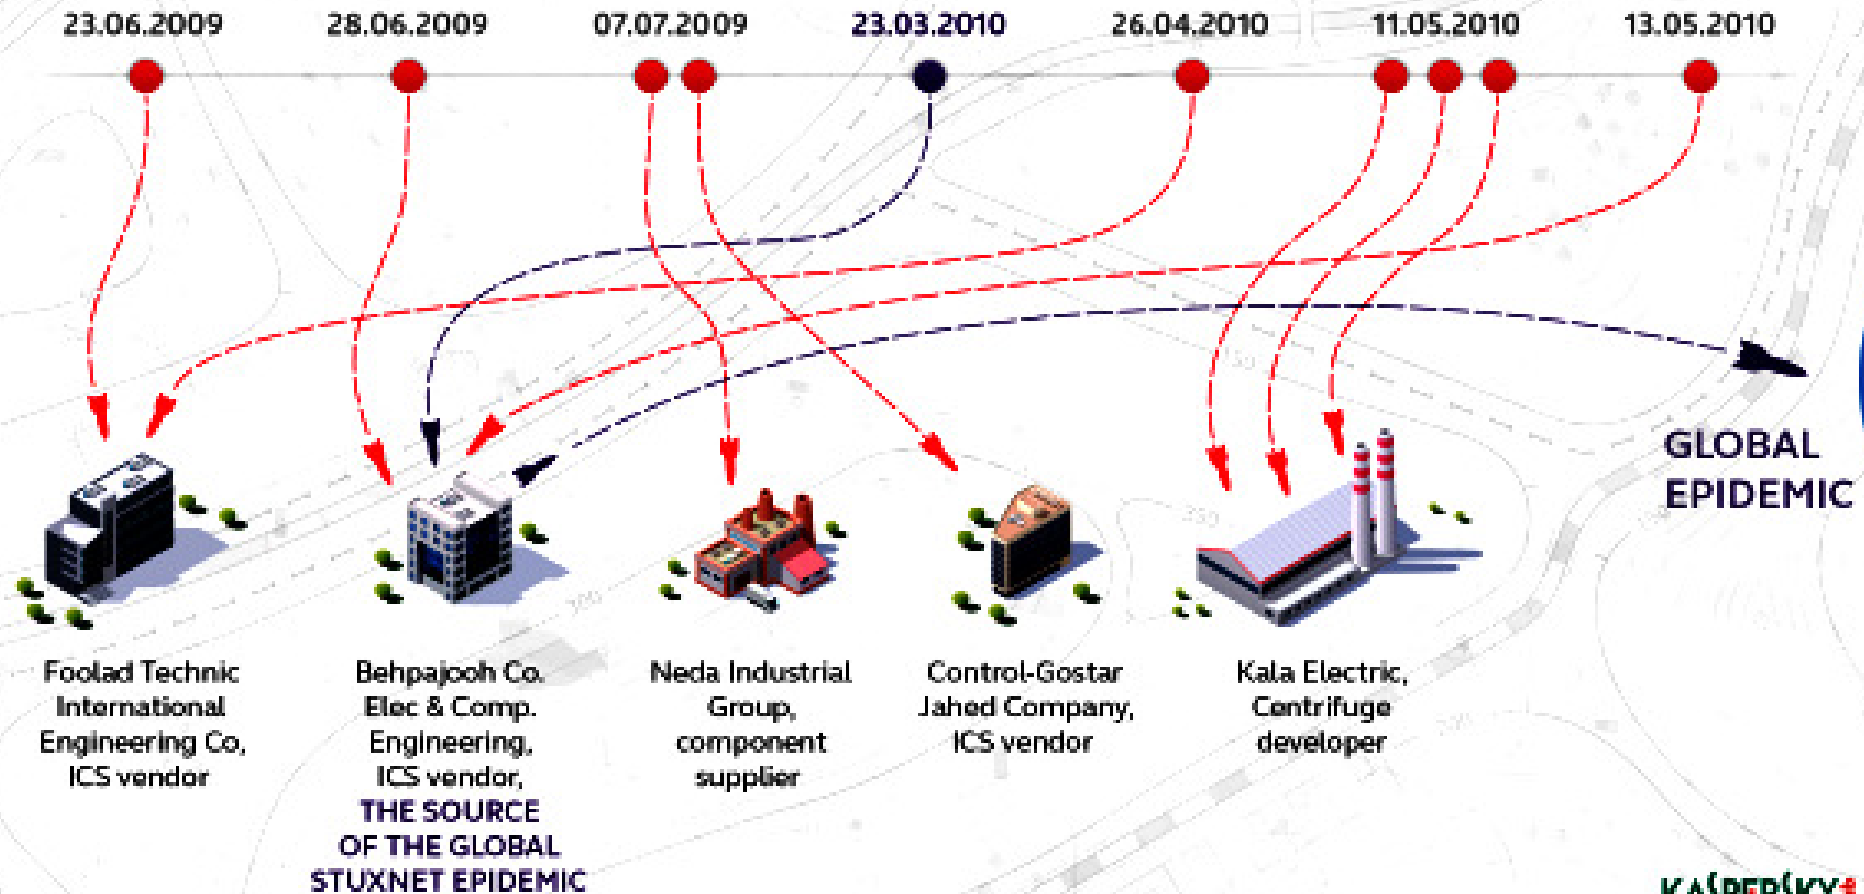 23.06.2009 28.06.2009 07.07.2009 23.03.2010 26.04.2010 11.05.2010 13.05.2010
GLOBAL
EPIDEMIC
Foolad Technic
International
Engineering Co,
ICS vendor
Behpajooh Co.
Elec & Comp.
Engineering,
ICS vendor,
THE SOURCE
OF THE GLOBAL
STUXNET EPIDEMIC
Neda Industrial
Group,
component
supplier
Control-Gostar
Jahed Company,
ICS vendor
Kala Electric,
Centrifuge
developer
KASPERSKY